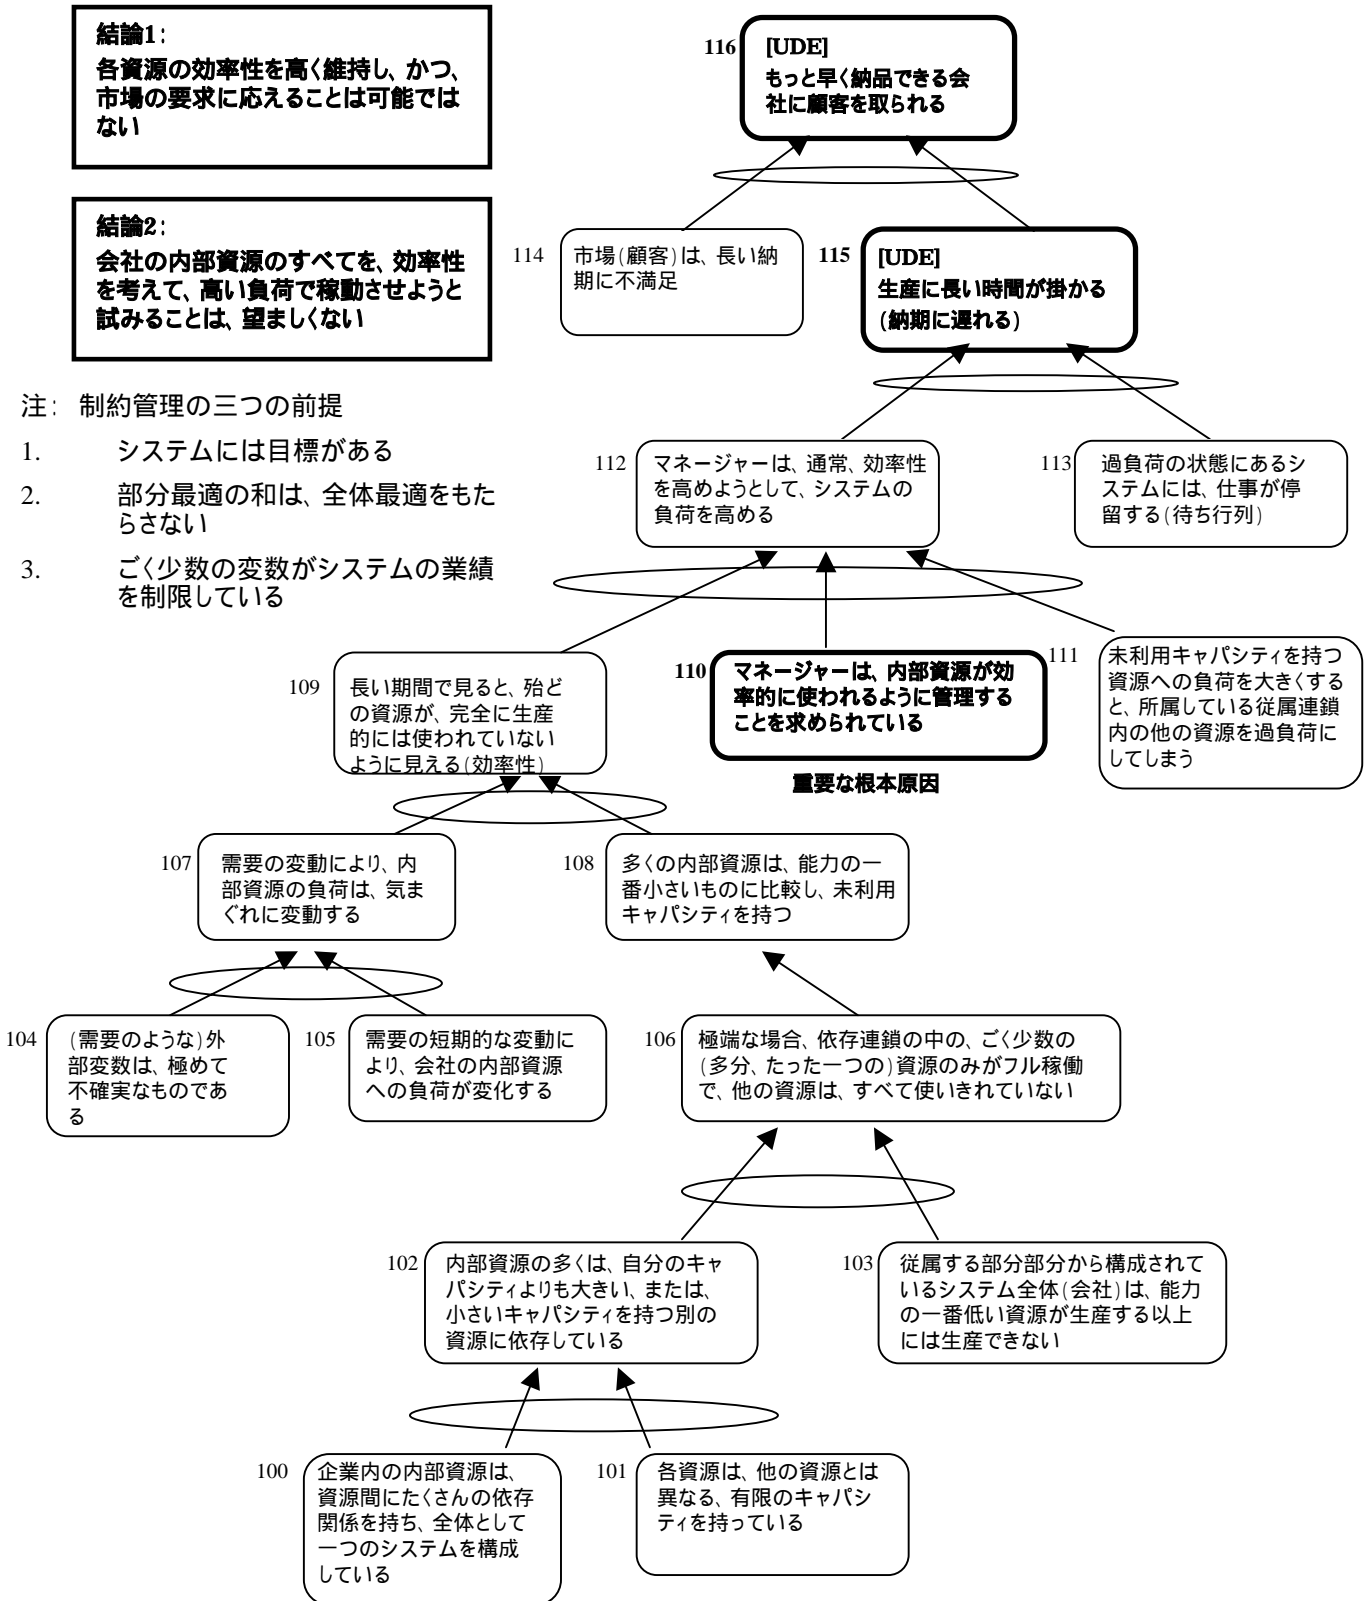 結論1:
各資源の効率性を高く維持し、かつ、
市場の要求に応えることは可能では
ない
結論2:
会社の内部資源のすべてを、効率性
を考えて、高い負荷で稼動させようと
試みることは、望ましくない
注: 制約管理の三つの前提
1. システムには目標がある
2. 部分最適の和は、全体最適をもた
らさない
3. ごく少数の変数がシステムの業績
を制限している
116
[UDE]
もっと早く納品できる会
社に顧客を取られる
114
市場(顧客)は、長い納
期に不満足
115
[UDE]
生産に長い時間が掛かる
(納期に遅れる)
112
マネージャーは、通常、効率性
を高めようとして、システムの
負荷を高める
113
過負荷の状態にあるシ
ステムには、仕事が停
留する(待ち行列)
109
長い期間で見ると、殆ど
の資源が、完全に生産
的には使われていない
ように見える(効率性)
110
マネージャーは、内部資源が効
率的に使われるように管理する
ことを求められている
重要な根本原因
111
未利用キャパシティを持つ
資源への負荷を大きくする
と、所属している従属連鎖
内の他の資源を過負荷に
してしまう
107
需要の変動により、内
部資源の負荷は、気ま
ぐれに変動する
108
多くの内部資源は、能力の一
番小さいものに比較し、未利用
キャパシティを持つ
104
(需要のような)外
部変数は、極めて
不確実なものであ
る
105
需要の短期的な変動に
より、会社の内部資源
への負荷が変化する
106
極端な場合、依存連鎖の中の、ごく少数の
(多分、たった一つの)資源のみがフル稼働
で、他の資源は、すべて使いきれていない
102
内部資源の多くは、自分のキャ
パシティよりも大きい、または、
小さいキャパシティを持つ別の
資源に依存している
103
従属する部分部分から構成されて
いるシステム全体(会社)は、能力
の一番低い資源が生産する以上
には生産できない
100
企業内の内部資源は、
資源間にたくさんの依存
関係を持ち、全体として
一つのシステムを構成
している
101
各資源は、他の資源とは
異なる、有限のキャパシ
ティを持っている